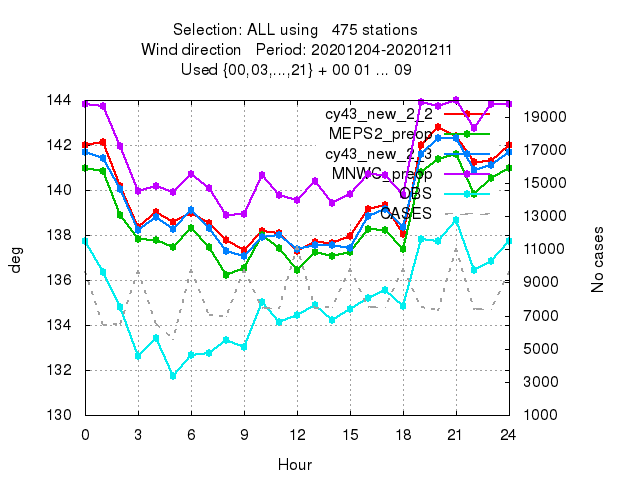 Selection: ALL using   475 stations
Wind direction   Period: 20201204-20201211
Used {00,03,...,21} + 00 01 ... 09
cy43_new_2_2
MEPS2_preop
cy43_new_2_3
MNWC_preop
OBS
CASES
144
142
140
138
136
134
132
130
deg
19000
17000
15000
13000
11000
9000
7000
5000
3000
1000
No cases
0 3 6 9 12 15 18 21 24
Hour